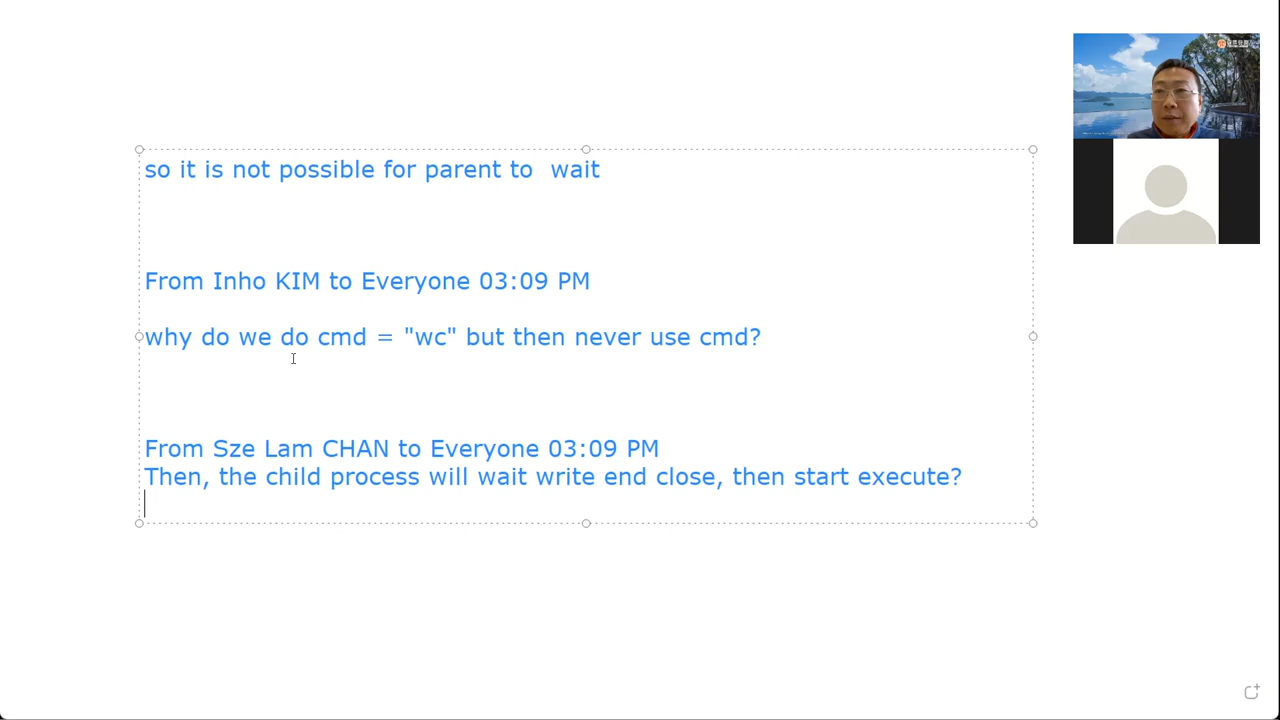 so it is not possible for parent to  wait
From Inho KIM to Everyone 03:09 PM
why do we do cmd = "wc" but then never use cmd?
From Sze Lam CHAN to Everyone 03:09 PM
Then, the child process will wait write end close, then start execute?